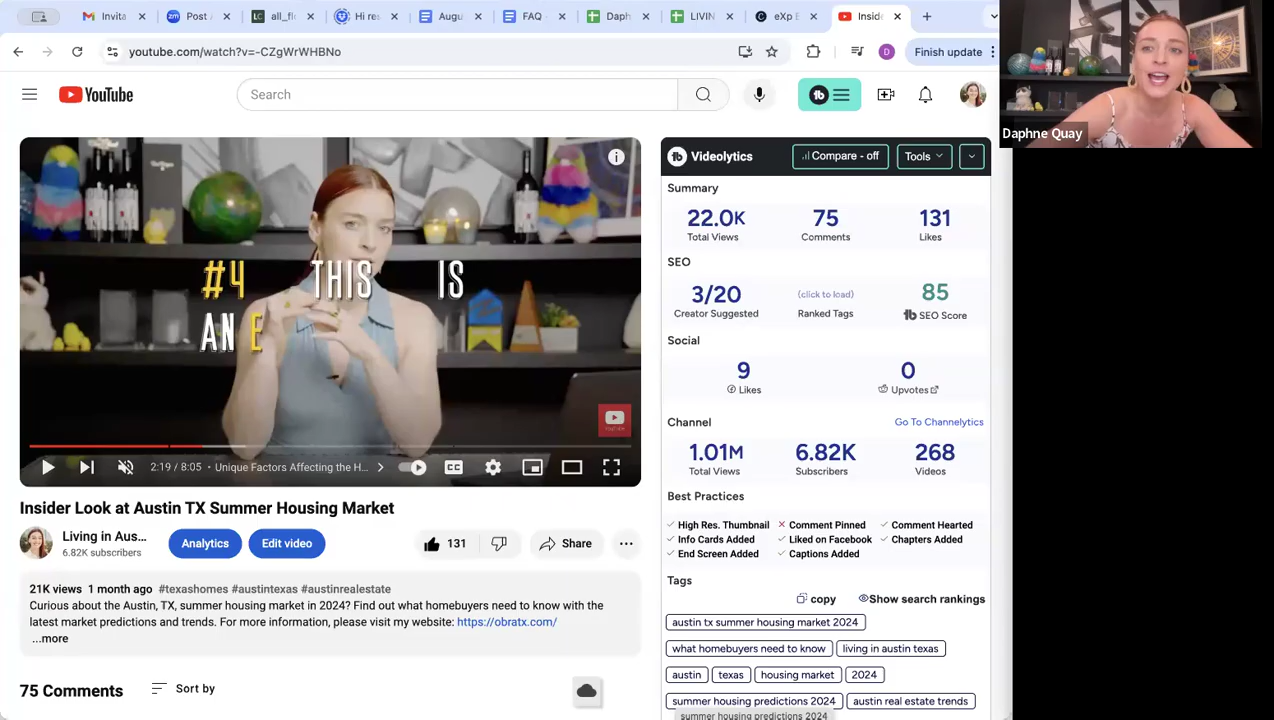 Invita
Post A
all_fl
Hi res
Augu
FAQ
Daph
LIVIN
eXp E
Insid
youtube.com/watch?v=-CZgWrWHBNo
D
Finish update
YouTube
Search
Daphne Quay
#4 THIS IS
AN E
YouTube
2:19 / 8:05 • Unique Factors Affecting the H...
CC
Insider Look at Austin TX Summer Housing Market
Living in Aus...
6.82K subscribers
Analytics
Edit video
131
Share
21K views 1 month ago #texashomes #austintexas #austinrealestate
Curious about the Austin, TX, summer housing market in 2024? Find out what homebuyers need to know with the
latest market predictions and trends. For more information, please visit my website: https://obratx.com/
...more
75 Comments
Sort by
tb Videolytics
Compare - off
Tools
Summary
22.0K 75 131
Total Views Comments Likes
SEO
3/20 (click to load) 85
Creator Suggested Ranked Tags tb SEO Score
Social
9 0
Likes Upvotes
Channel Go To Channelytics
1.01M 6.82K 268
Total Views Subscribers Videos
Best Practices
High Res. Thumbnail Comment Pinned Comment Hearted
Info Cards Added Liked on Facebook Chapters Added
End Screen Added Captions Added
Tags
copy Show search rankings
austin tx summer housing market 2024
what homebuyers need to know living in austin texas
austin texas housing market 2024
summer housing predictions 2024 austin real estate trends
summer housing predictions 2024